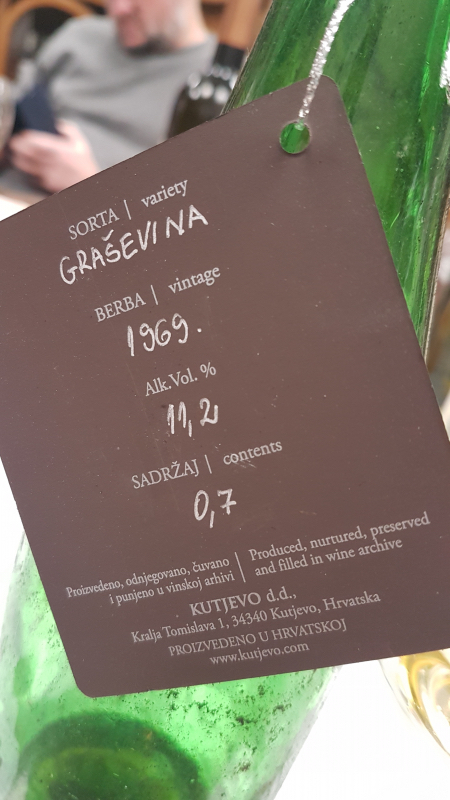 SORTA | variety
GRAŠEVINA
BERBA | vintage
1969.
Alk.Vol. %
11,2
SADRŽAJ | contents
0,7
Proizvedeno, odnjegovano, čuvano | Produced, nurtured, preserved
i punjeno u vinskoj arhivi | and filled in wine archive
KUTJEVO d.d.,
Kralja Tomislava 1, 34340 Kutjevo, Hrvatska
PROIZVEDENO U HRVATSKOJ
www.kutjevo.com